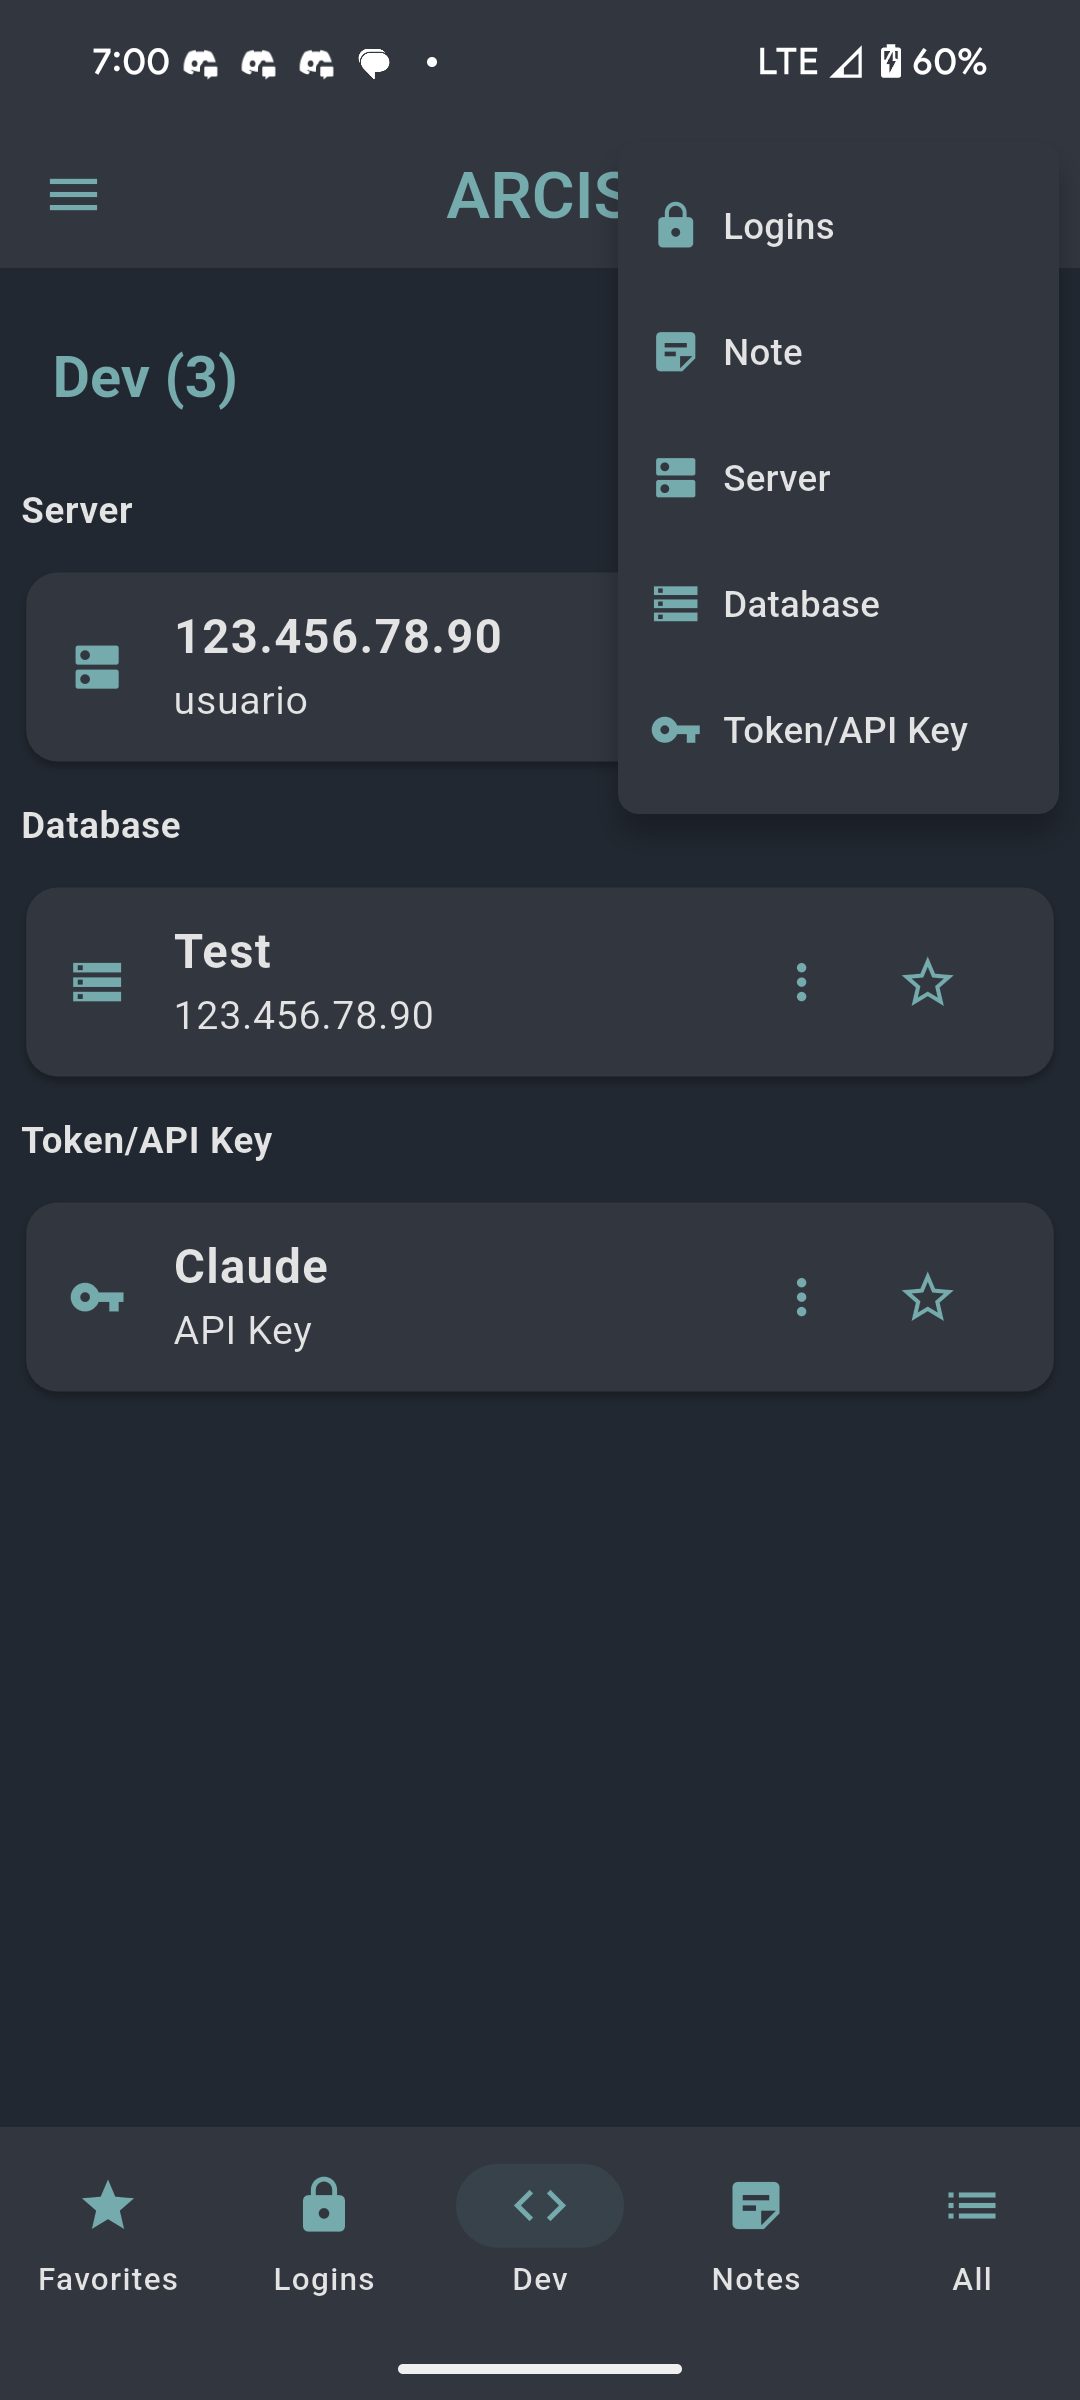 7:00
LTE 60%
ARCIS
Logins
Note
Server
Database
Token/API Key
Dev (3)
Server
123.456.78.90
usuario
Database
Test
123.456.78.90
Token/API Key
Claude
API Key
Favorites
Logins
Dev
Notes
All